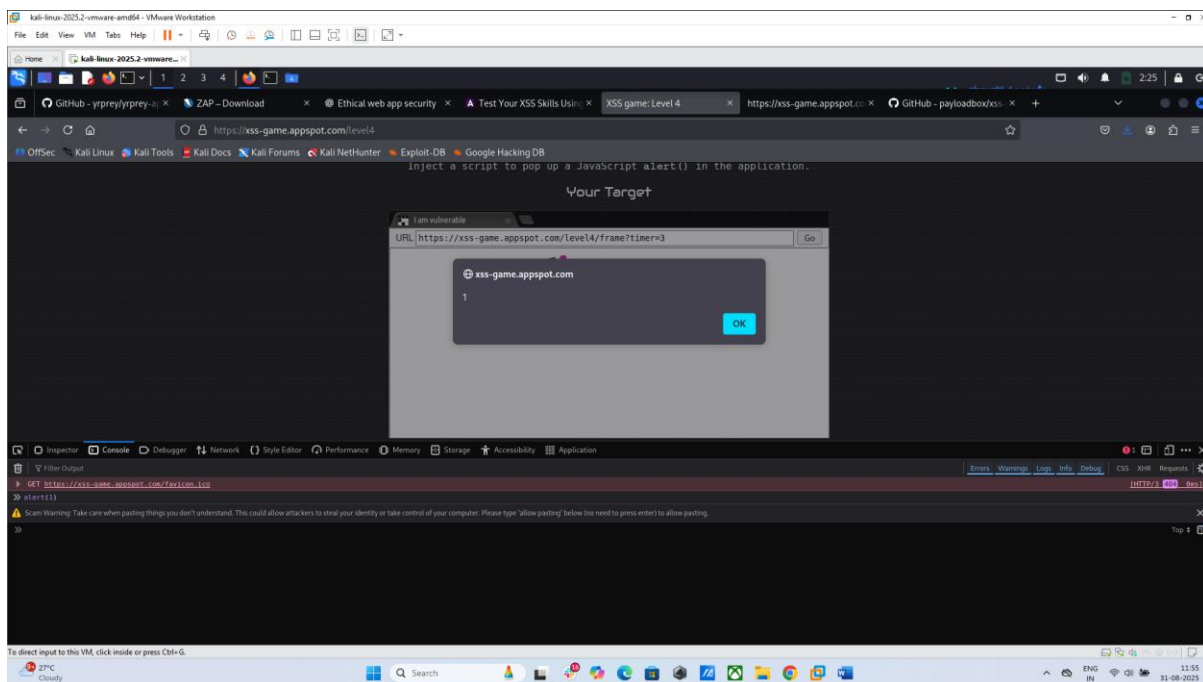 kali-linux-2025.2-vmware-amd64 - VMware Workstation
File Edit View VM Tabs Help
Home kali-linux-2025.2-vmware...
1 2 3 4 2:25
GitHub - yrprey/yrprey-ap ZAP – Download Ethical web app security Test Your XSS Skills Using XSS game: Level 4 https://xss-game.appspot.co GitHub - payloadbox/xss-
https://xss-game.appspot.com/level4
OffSec Kali Linux Kali Tools Kali Docs Kali Forums Kali NetHunter Exploit-DB Google Hacking DB
Inject a script to pop up a JavaScript alert() in the application.
Your Target
I am vulnerable
URL https://xss-game.appspot.com/level4/frame?timer=3 Go
xss-game.appspot.com
1
OK
Inspector Console Debugger Network {} Style Editor Performance Memory Storage Accessibility Application 1
Filter Output Errors Warnings Logs Info Debug CSS XHR Requests
GET https://xss-game.appspot.com/favicon.ico [HTTP/3 404 0ms]
alert(1)
Scam Warning: Take care when pasting things you don't understand. This could allow attackers to steal your identity or take control of your computer. Please type 'allow pasting' below (no need to press enter) to allow pasting.
Top
To direct input to this VM, click inside or press Ctrl+G.
27°C Search ENG 11:55
Cloudy IN 31-08-2025